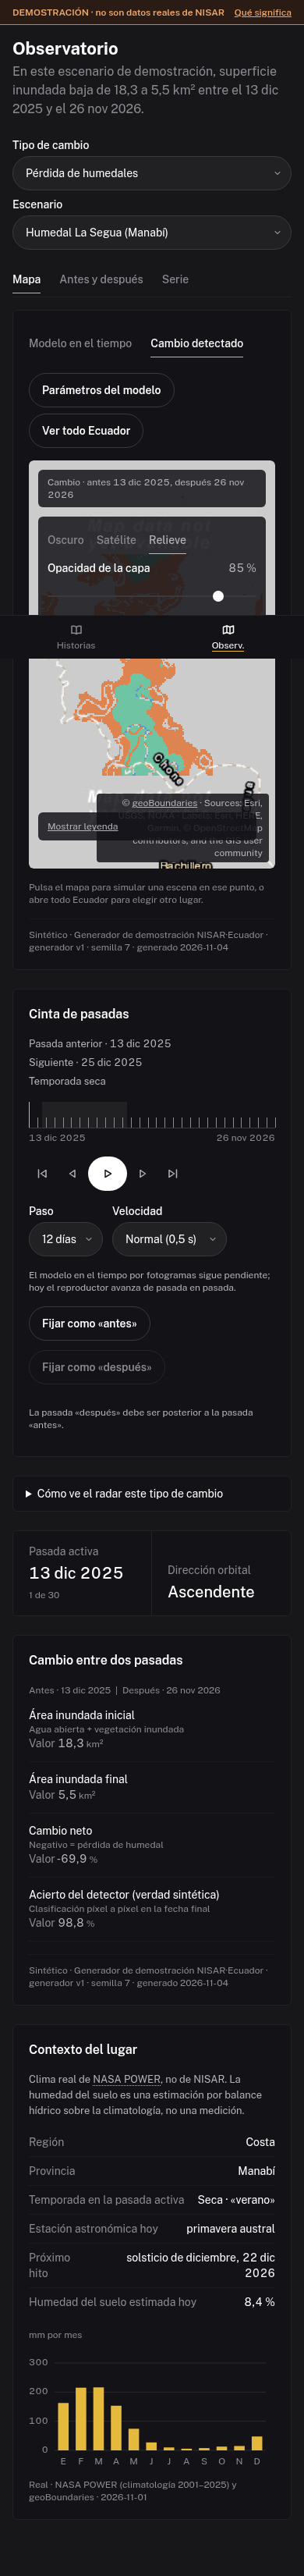 DEMOSTRACIÓN · no son datos reales de NISAR Qué significa
Observatorio
En este escenario de demostración, superficie
inundada baja de 18,3 a 5,5 km² entre el 13 dic
2025 y el 26 nov 2026.
Tipo de cambio
Pérdida de humedales
Escenario
Humedal La Segua (Manabí)
Mapa Antes y después Serie
Modelo en el tiempo Cambio detectado
Parámetros del modelo
Ver todo Ecuador
Cambio · antes 13 dic 2025, después 26 nov
2026
Map data not
Oscuro Satélite Relieve
Opacidad de la capa 85 %
Historias Observ.
Chone
© geoBoundaries · Sources: Esri,
Mostrar leyenda
contributors, and the GIS user
community
Bachillero
Pulsa el mapa para simular una escena en ese punto, o
abre todo Ecuador para elegir otro lugar.
Sintético · Generador de demostración NISAR·Ecuador ·
generador v1 · semilla 7 · generado 2026-11-04
Cinta de pasadas
Pasada anterior · 13 dic 2025
Siguiente · 25 dic 2025
Temporada seca
13 dic 2025 26 nov 2026
Paso Velocidad
12 días Normal (0,5 s)
El modelo en el tiempo por fotogramas sigue pendiente;
hoy el reproductor avanza de pasada en pasada.
Fijar como «antes»
Fijar como «después»
La pasada «después» debe ser posterior a la pasada
«antes».
Cómo ve el radar este tipo de cambio
Pasada activa
13 dic 2025
1 de 30
Dirección orbital
Ascendente
Cambio entre dos pasadas
Antes · 13 dic 2025 | Después · 26 nov 2026
Área inundada inicial
Agua abierta + vegetación inundada
Valor 18,3 km²
Área inundada final
Valor 5,5 km²
Cambio neto
Negativo = pérdida de humedal
Valor -69,9 %
Acierto del detector (verdad sintética)
Clasificación píxel a píxel en la fecha final
Valor 98,8 %
Sintético · Generador de demostración NISAR·Ecuador ·
generador v1 · semilla 7 · generado 2026-11-04
Contexto del lugar
Clima real de NASA POWER, no de NISAR. La
humedad del suelo es una estimación por balance
hídrico sobre la climatología, no una medición.
Región Costa
Provincia Manabí
Temporada en la pasada activa Seca · «verano»
Estación astronómica hoy primavera austral
Próximo hito solsticio de diciembre, 22 dic
2026
Humedad del suelo estimada hoy 8,4 %
mm por mes
300
200
100
0
E F M A M J J A S O N D
Real · NASA POWER (climatología 2001–2025) y
geoBoundaries · 2026-11-01